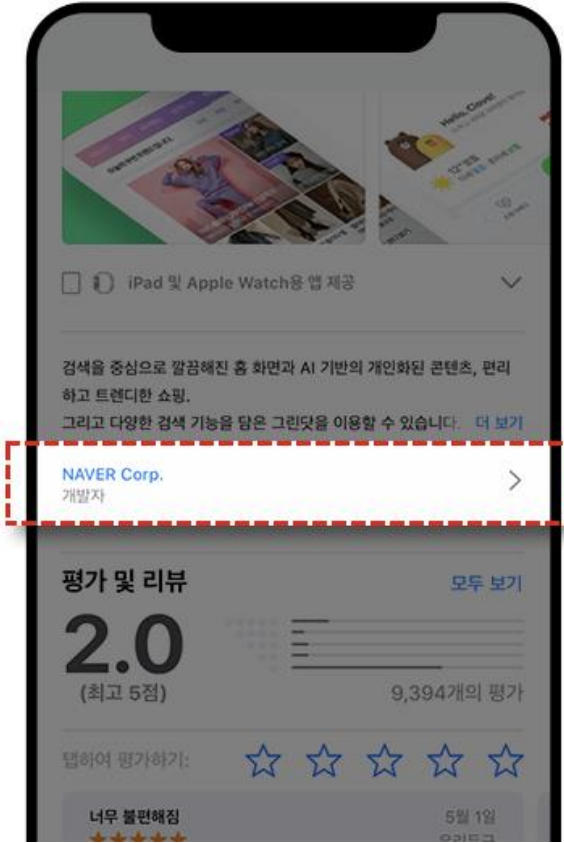 Hello, Clova!
12°
iPad 및 Apple Watch용 앱 제공
검색을 중심으로 깔끔해진 홈 화면과 AI 기반의 개인화된 콘텐츠, 편리
하고 트렌디한 쇼핑.
그리고 다양한 검색 기능을 담은 그린닷을 이용할 수 있습니다. 더 보기
NAVER Corp.
개발자
평가 및 리뷰 모두 보기
2.0
(최고 5점) 9,394개의 평가
탭하여 평가하기:
너무 불편해짐 5월 1일